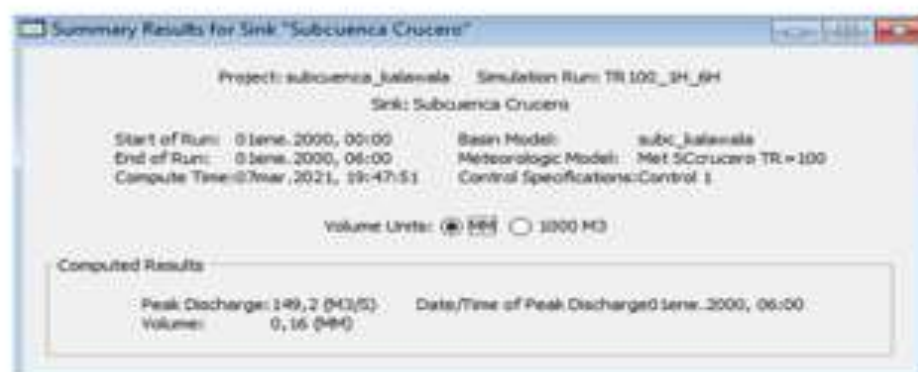 Summary Results for Sink "Subcuenca Crucero"
Project: subcuenca_kalawala Simulation Run: TR 100_1H_6H
Sink: Subcuenca Crucero
Start of Run: 01ene.2000, 00:00 Basin Model: subc_kalawala
End of Run: 01ene.2000, 06:00 Meteorologic Model: Met SCcrucero TR=100
Compute Time:07mar.2021, 19:47:51 Control Specifications:Control 1
Volume Units: MM 1000 M3
Computed Results
Peak Discharge: 149,2 (M3/S) Date/Time of Peak Discharge01ene.2000, 06:00
Volume: 0,16 (MM)